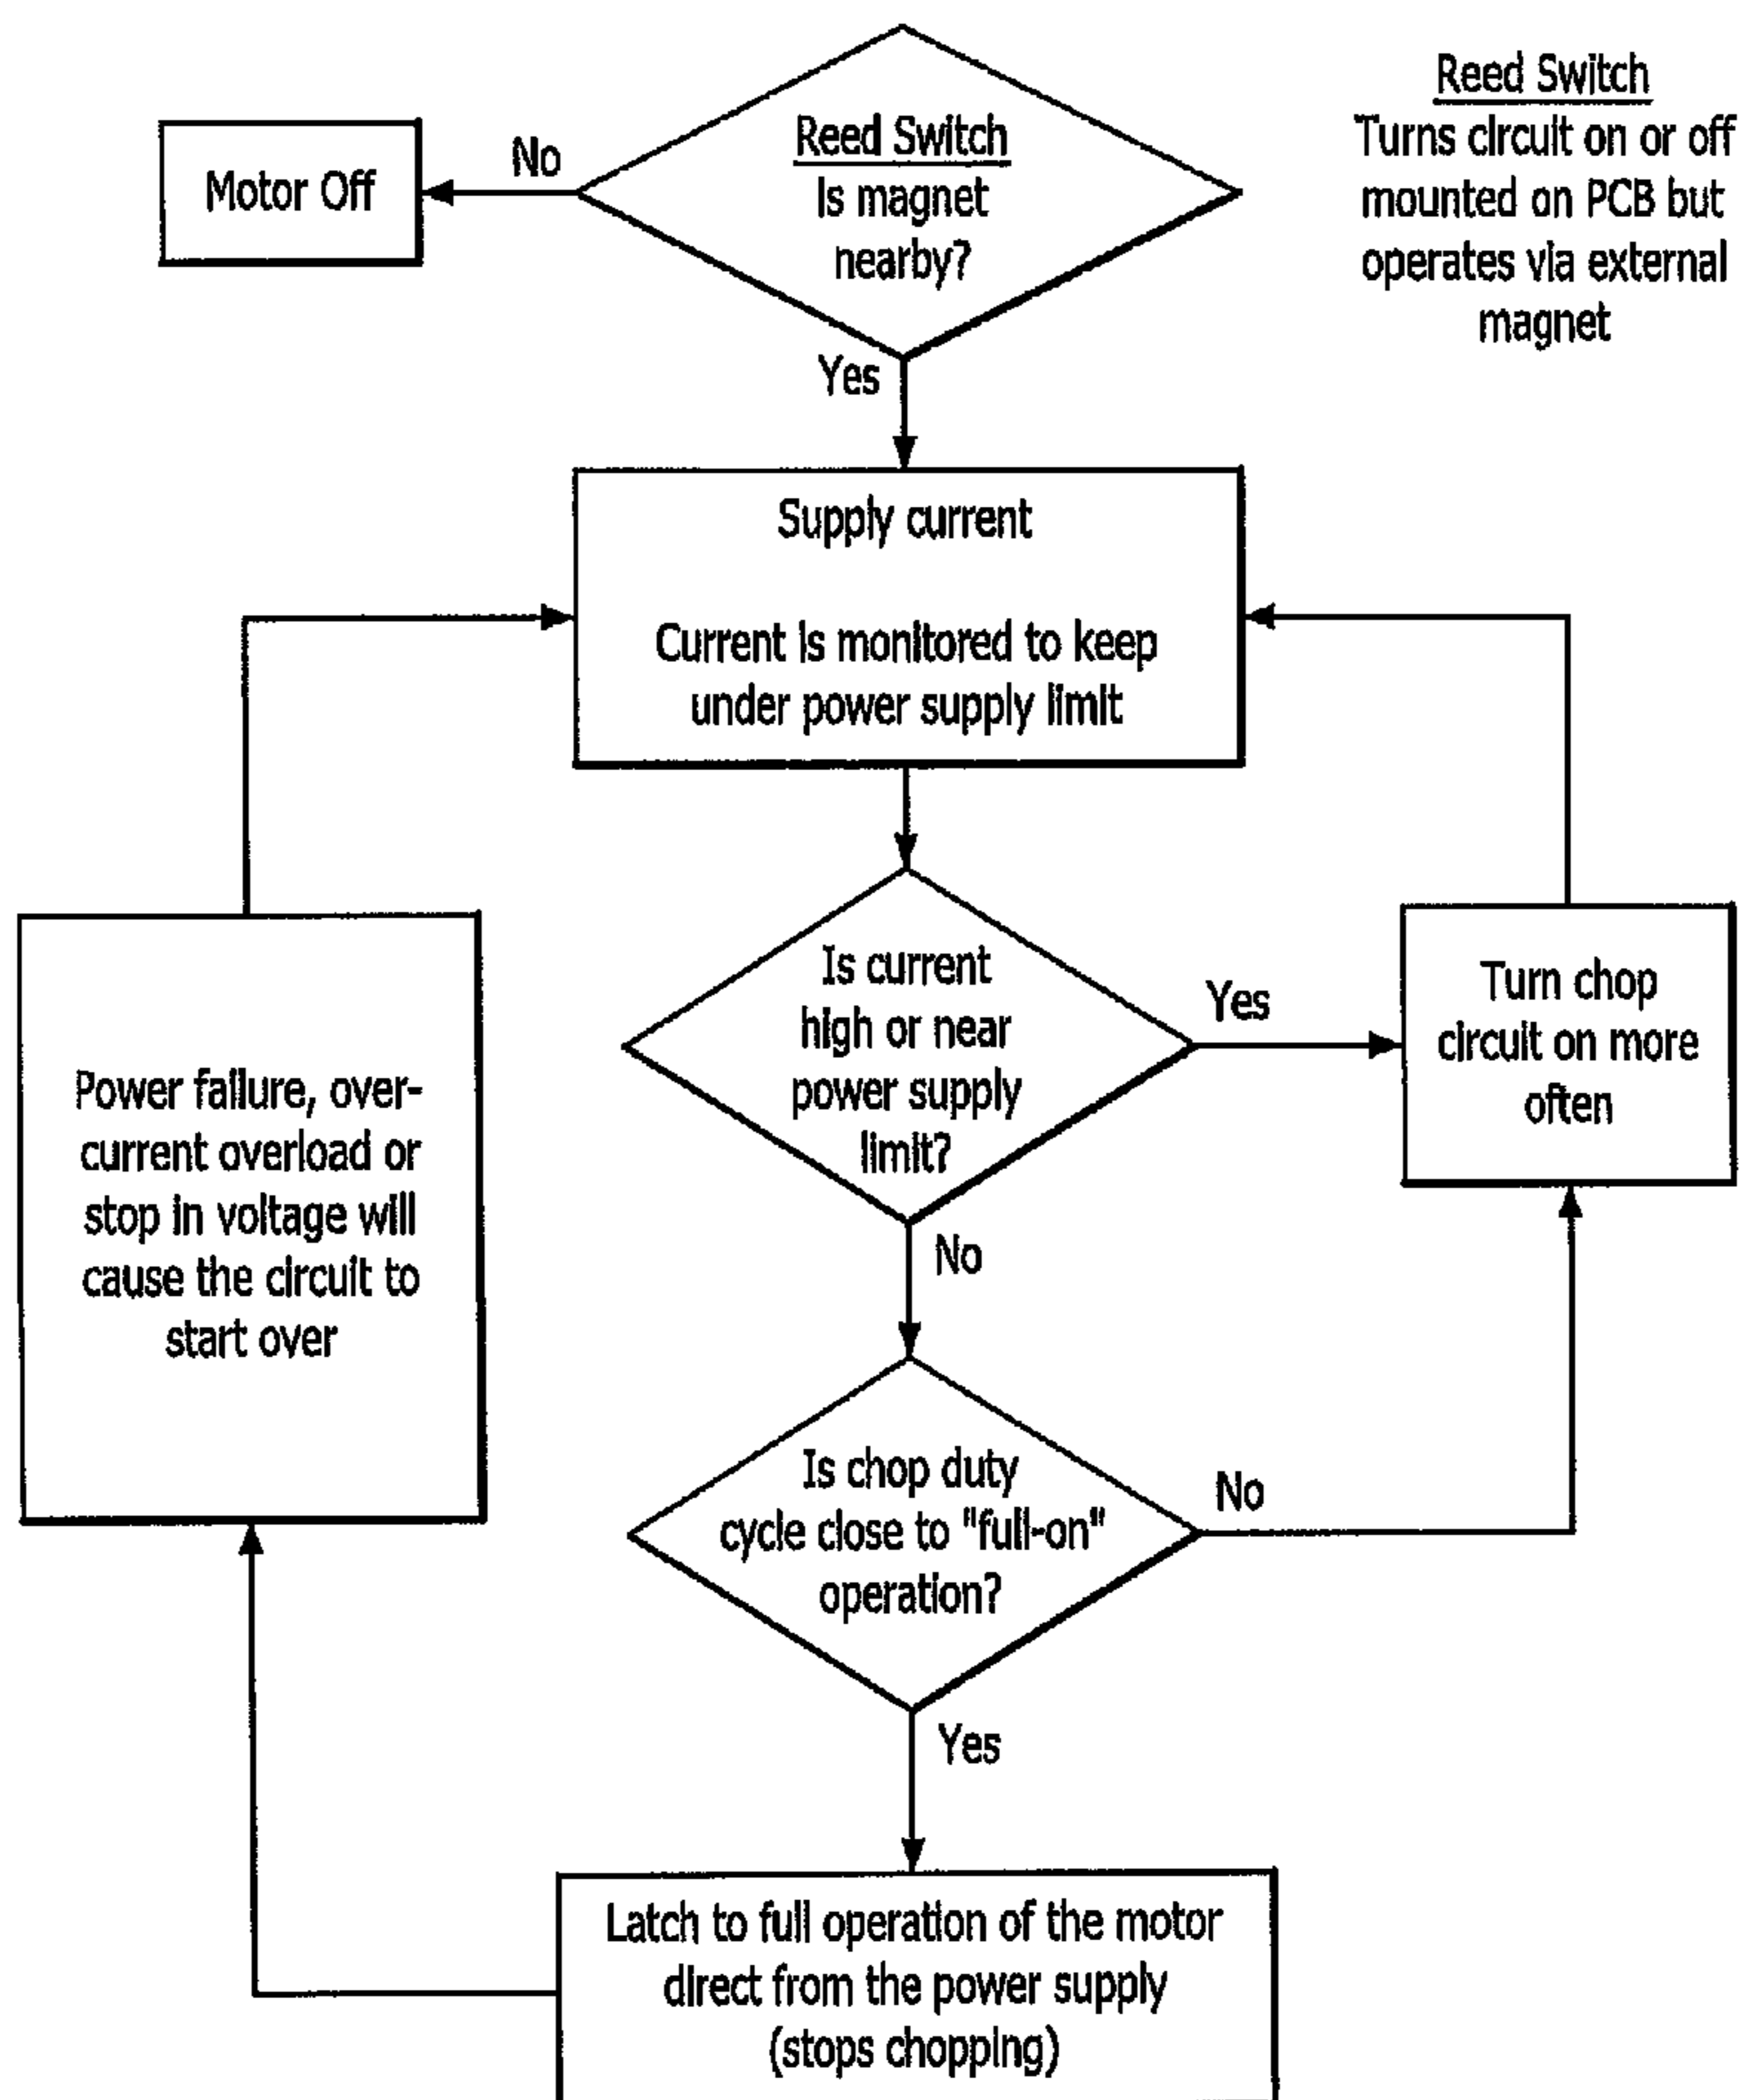 Reed Switch
Is magnet
nearby?
No
Motor Off
Reed Switch
Turns circuit on or off
mounted on PCB but
operates via external
magnet
Yes
Supply current
Current is monitored to keep
under power supply limit
Is current
high or near
power supply
limit?
Yes
Turn chop
circuit on more
often
Power failure, over-
current overload or
stop in voltage will
cause the circuit to
start over
No
Is chop duty
cycle close to "full-on"
operation?
No
Yes
Latch to full operation of the motor
direct from the power supply
(stops chopping)